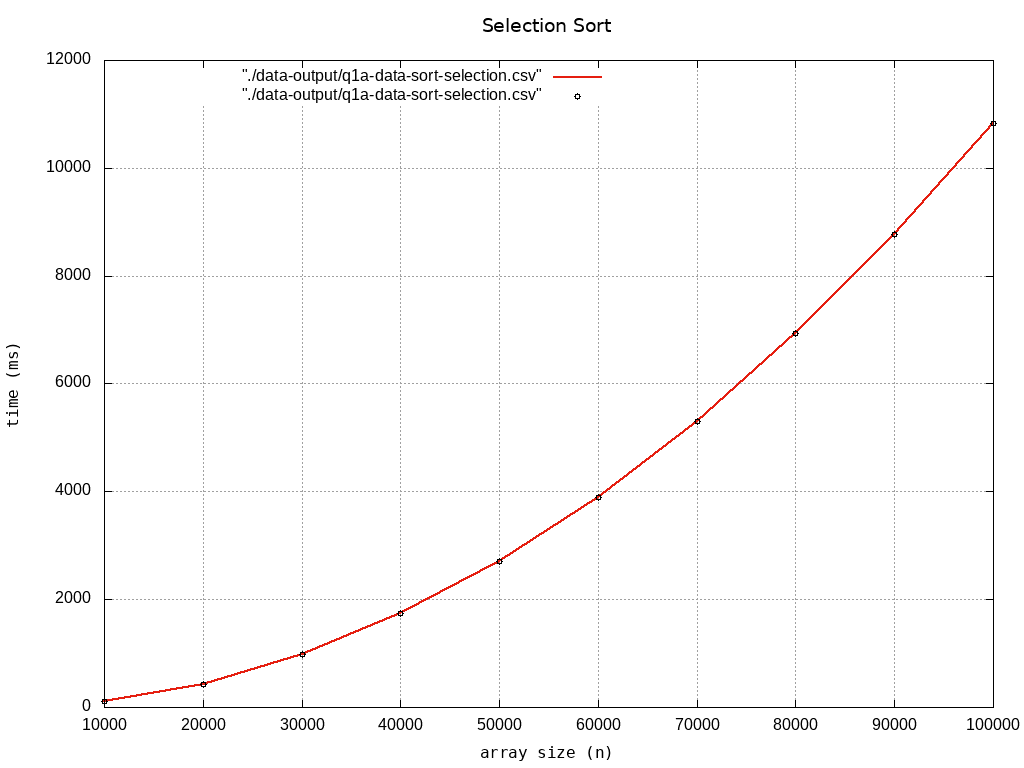 Selection Sort
"./data-output/q1a-data-sort-selection.csv"
"./data-output/q1a-data-sort-selection.csv"
12000
10000
8000
6000
4000
2000
0
time (ms)
10000 20000 30000 40000 50000 60000 70000 80000 90000 100000
array size (n)